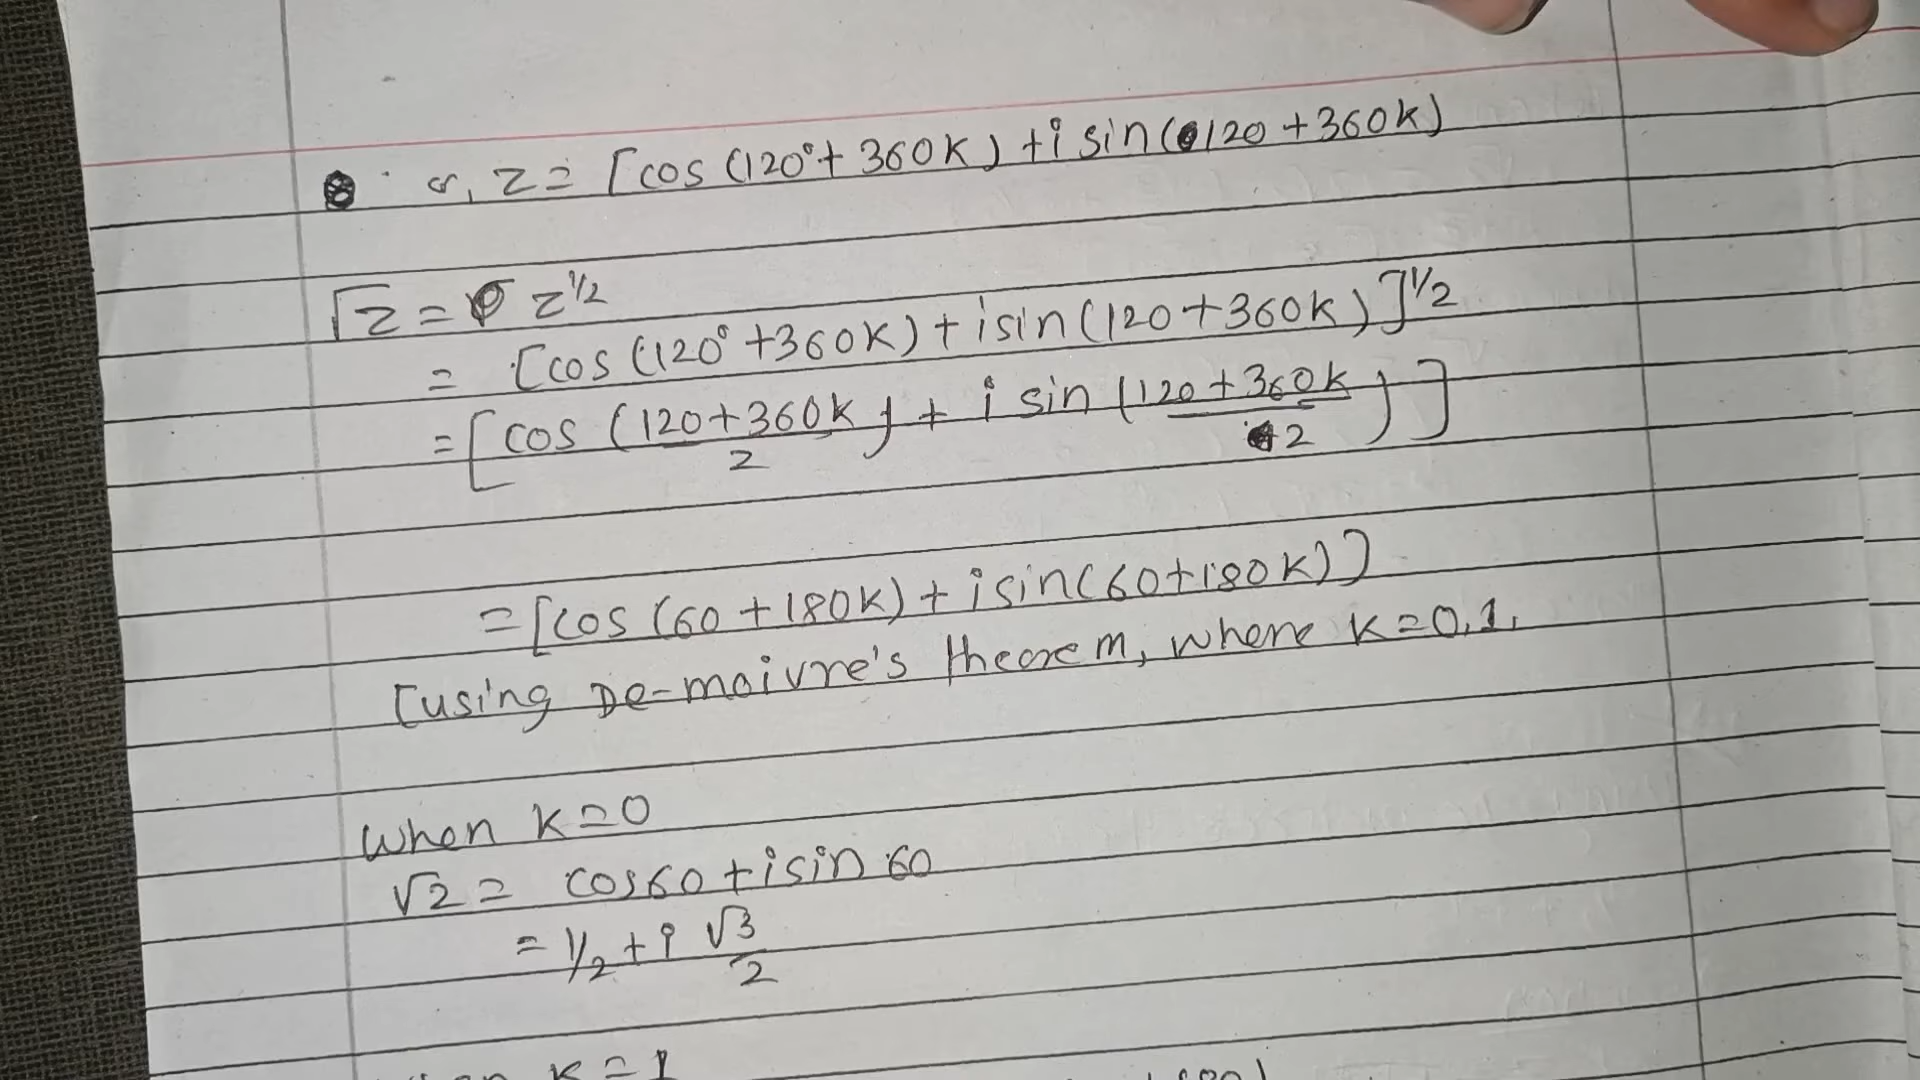 or, z = [cos (120° + 360K) + i sin (120 + 360K)
√z = z^1/2
= [cos (120° + 360K) + i sin (120 + 360K)]^1/2
= [cos (120 + 360K / 2) + i sin (120 + 360K / 2)]
= [cos (60 + 180K) + i sin (60 + 180K)]
[using De-moivre's theorem, where K = 0, 1,
When K = 0
√z = cos 60 + i sin 60
= 1/2 + i √3/2
K = 1